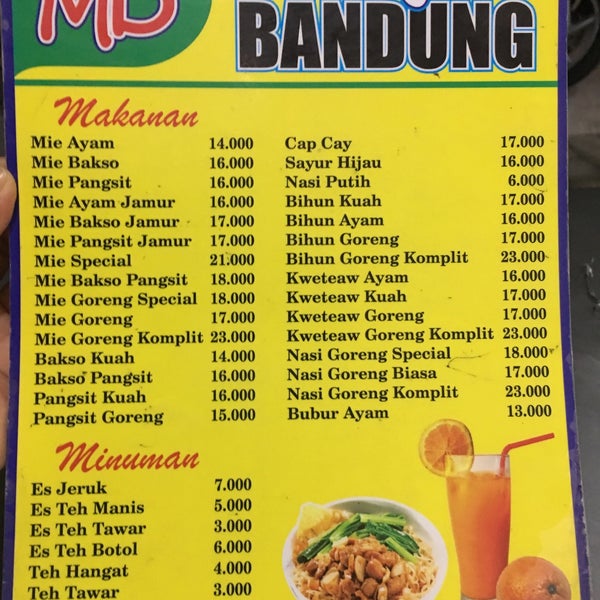 MB
BANDUNG
Makanan
Mie Ayam 14.000
Mie Bakso 16.000
Mie Pangsit 16.000
Mie Ayam Jamur 16.000
Mie Bakso Jamur 17.000
Mie Pangsit Jamur 17.000
Mie Special 21.000
Mie Bakso Pangsit 18.000
Mie Goreng Special 18.000
Mie Goreng 17.000
Mie Goreng Komplit 23.000
Bakso Kuah 14.000
Bakso Pangsit 16.000
Pangsit Kuah 16.000
Pangsit Goreng 15.000
Cap Cay 17.000
Sayur Hijau 16.000
Nasi Putih 6.000
Bihun Kuah 17.000
Bihun Ayam 16.000
Bihun Goreng 17.000
Bihun Goreng Komplit 23.000
Kweteaw Ayam 16.000
Kweteaw Kuah 17.000
Kweteaw Goreng 17.000
Kweteaw Goreng Komplit 23.000
Nasi Goreng Special 18.000
Nasi Goreng Biasa 17.000
Nasi Goreng Komplit 23.000
Bubur Ayam 13.000
Minuman
Es Jeruk 7.000
Es Teh Manis 5.000
Es Teh Tawar 3.000
Es Teh Botol 6.000
Teh Hangat 4.000
Teh Tawar 3.000